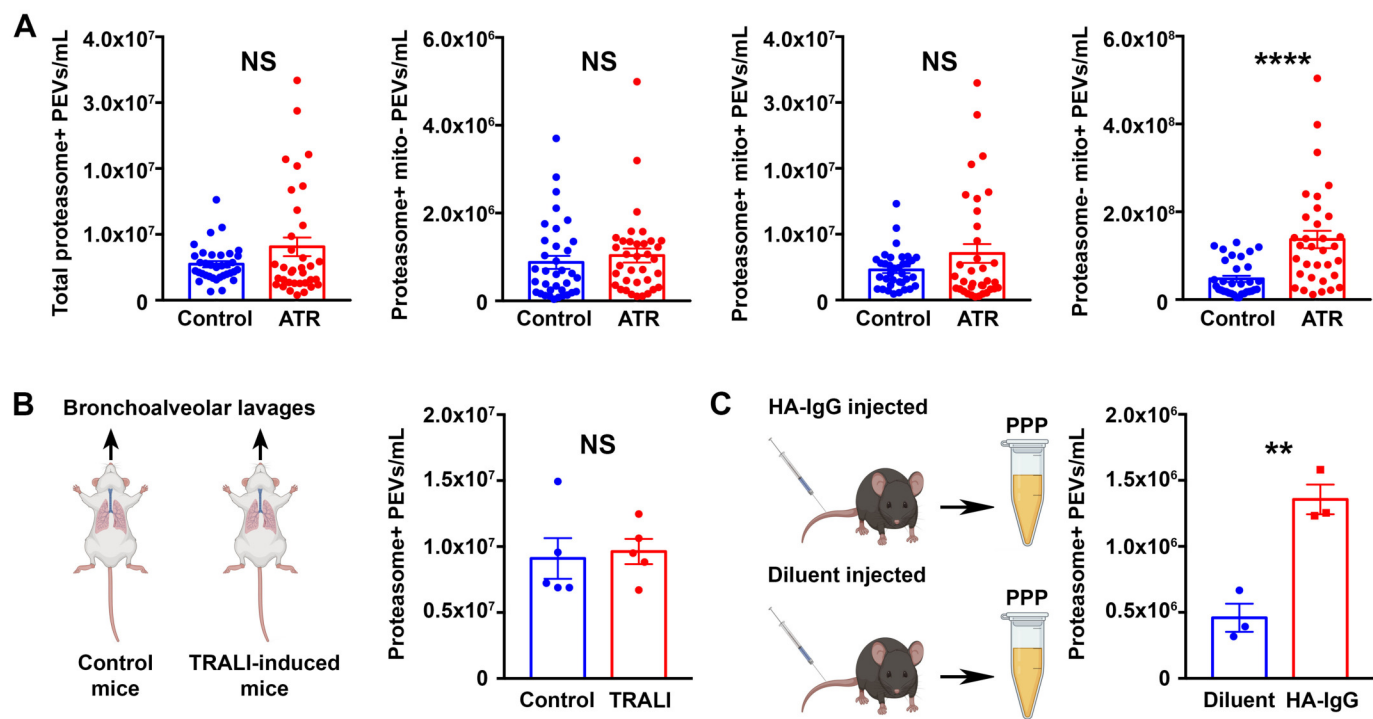 A
Total proteasome+ PEVs/mL
4.0x10⁷
3.0x10⁷
1.0x10⁷
1.0x10⁷
0
NS
Control ATR
Proteasome+ mito- PEVs/mL
6.0x10⁶
4.0x10⁶
2.0x10⁶
0
NS
Control ATR
Proteasome+ mito+ PEVs/mL
4.0x10⁷
3.0x10⁷
1.0x10⁷
1.0x10⁷
0
NS
Control ATR
Proteasome- mito+ PEVs/mL
6.0x10⁸
4.0x10⁸
2.0x10⁸
0
****
Control ATR
B
Bronchoalveolar lavages
Control
mice
TRALI-induced
mice
Proteasome+ PEVs/mL
2.0x10⁷
1.5x10⁷
1.0x10⁷
0.5x10⁷
0
NS
Control TRALI
C
HA-IgG injected
PPP
Diluent injected
PPP
Proteasome+ PEVs/mL
2.0x10⁶
1.5x10⁶
1.0x10⁶
0.5x10⁶
0
**
Diluent HA-IgG